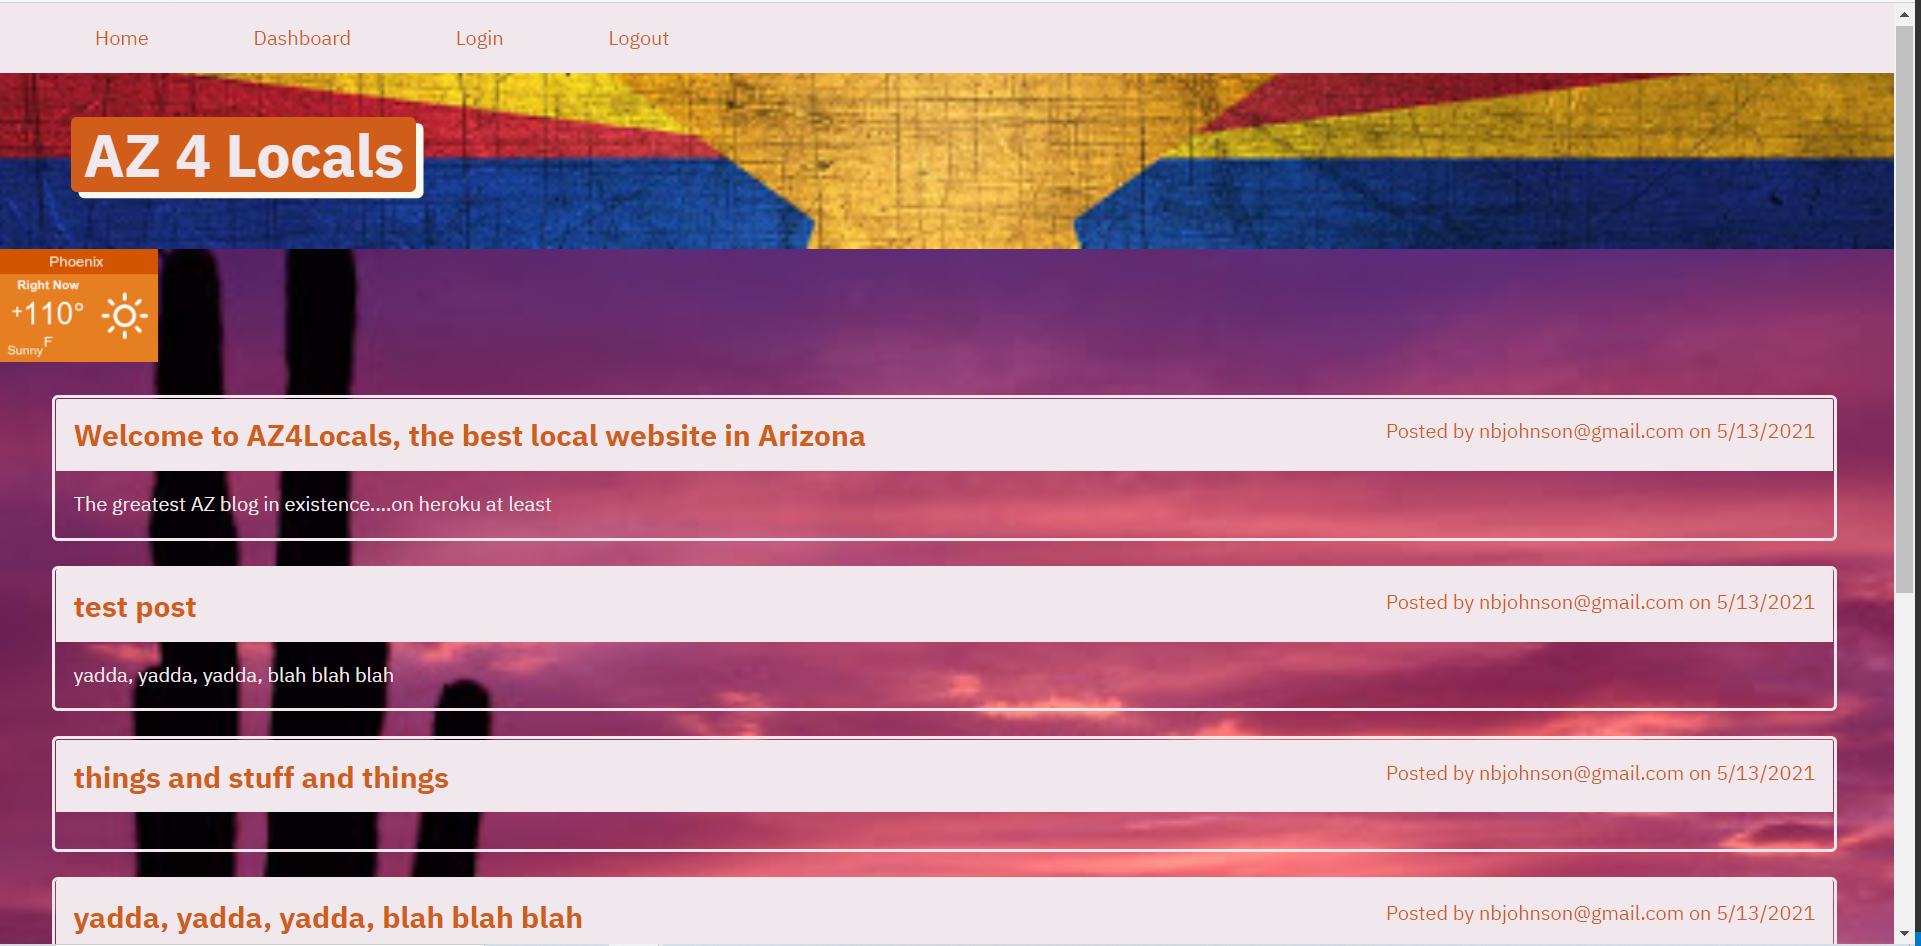 Home Dashboard Login Logout
AZ 4 Locals
Phoenix
Right Now
+110°
F
Sunny
Welcome to AZ4Locals, the best local website in Arizona
Posted by nbjohnson@gmail.com on 5/13/2021
The greatest AZ blog in existence....on heroku at least
test post
Posted by nbjohnson@gmail.com on 5/13/2021
yadda, yadda, yadda, blah blah blah
things and stuff and things
Posted by nbjohnson@gmail.com on 5/13/2021
yadda, yadda, yadda, blah blah blah
Posted by nbjohnson@gmail.com on 5/13/2021